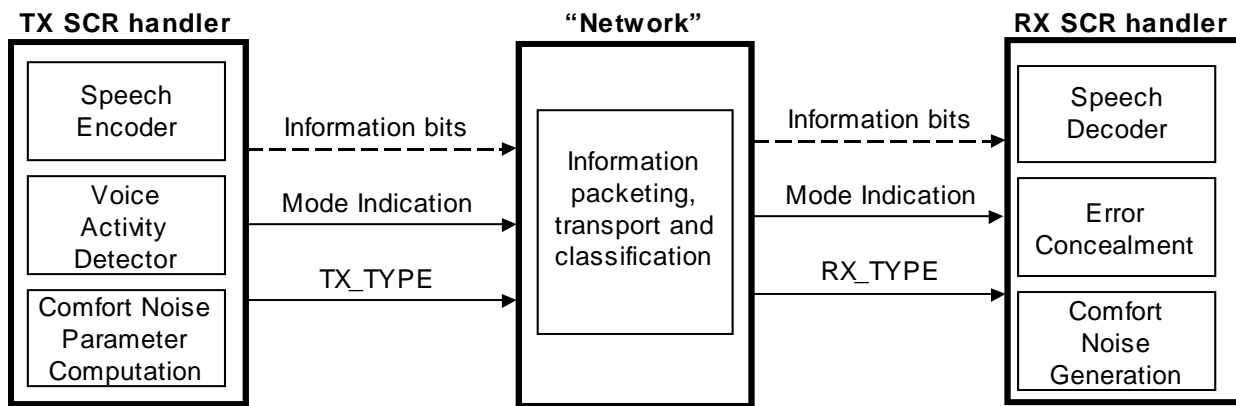 TX SCR handler
“Network”
RX SCR handler
Speech
Encoder
Voice
Activity
Detector
Comfort Noise
Parameter
Computation
Information bits
Mode Indication
TX_TYPE
Information
packeting,
transport and
classification
Information bits
Mode Indication
RX_TYPE
Speech
Decoder
Error
Concealment
Comfort
Noise
Generation